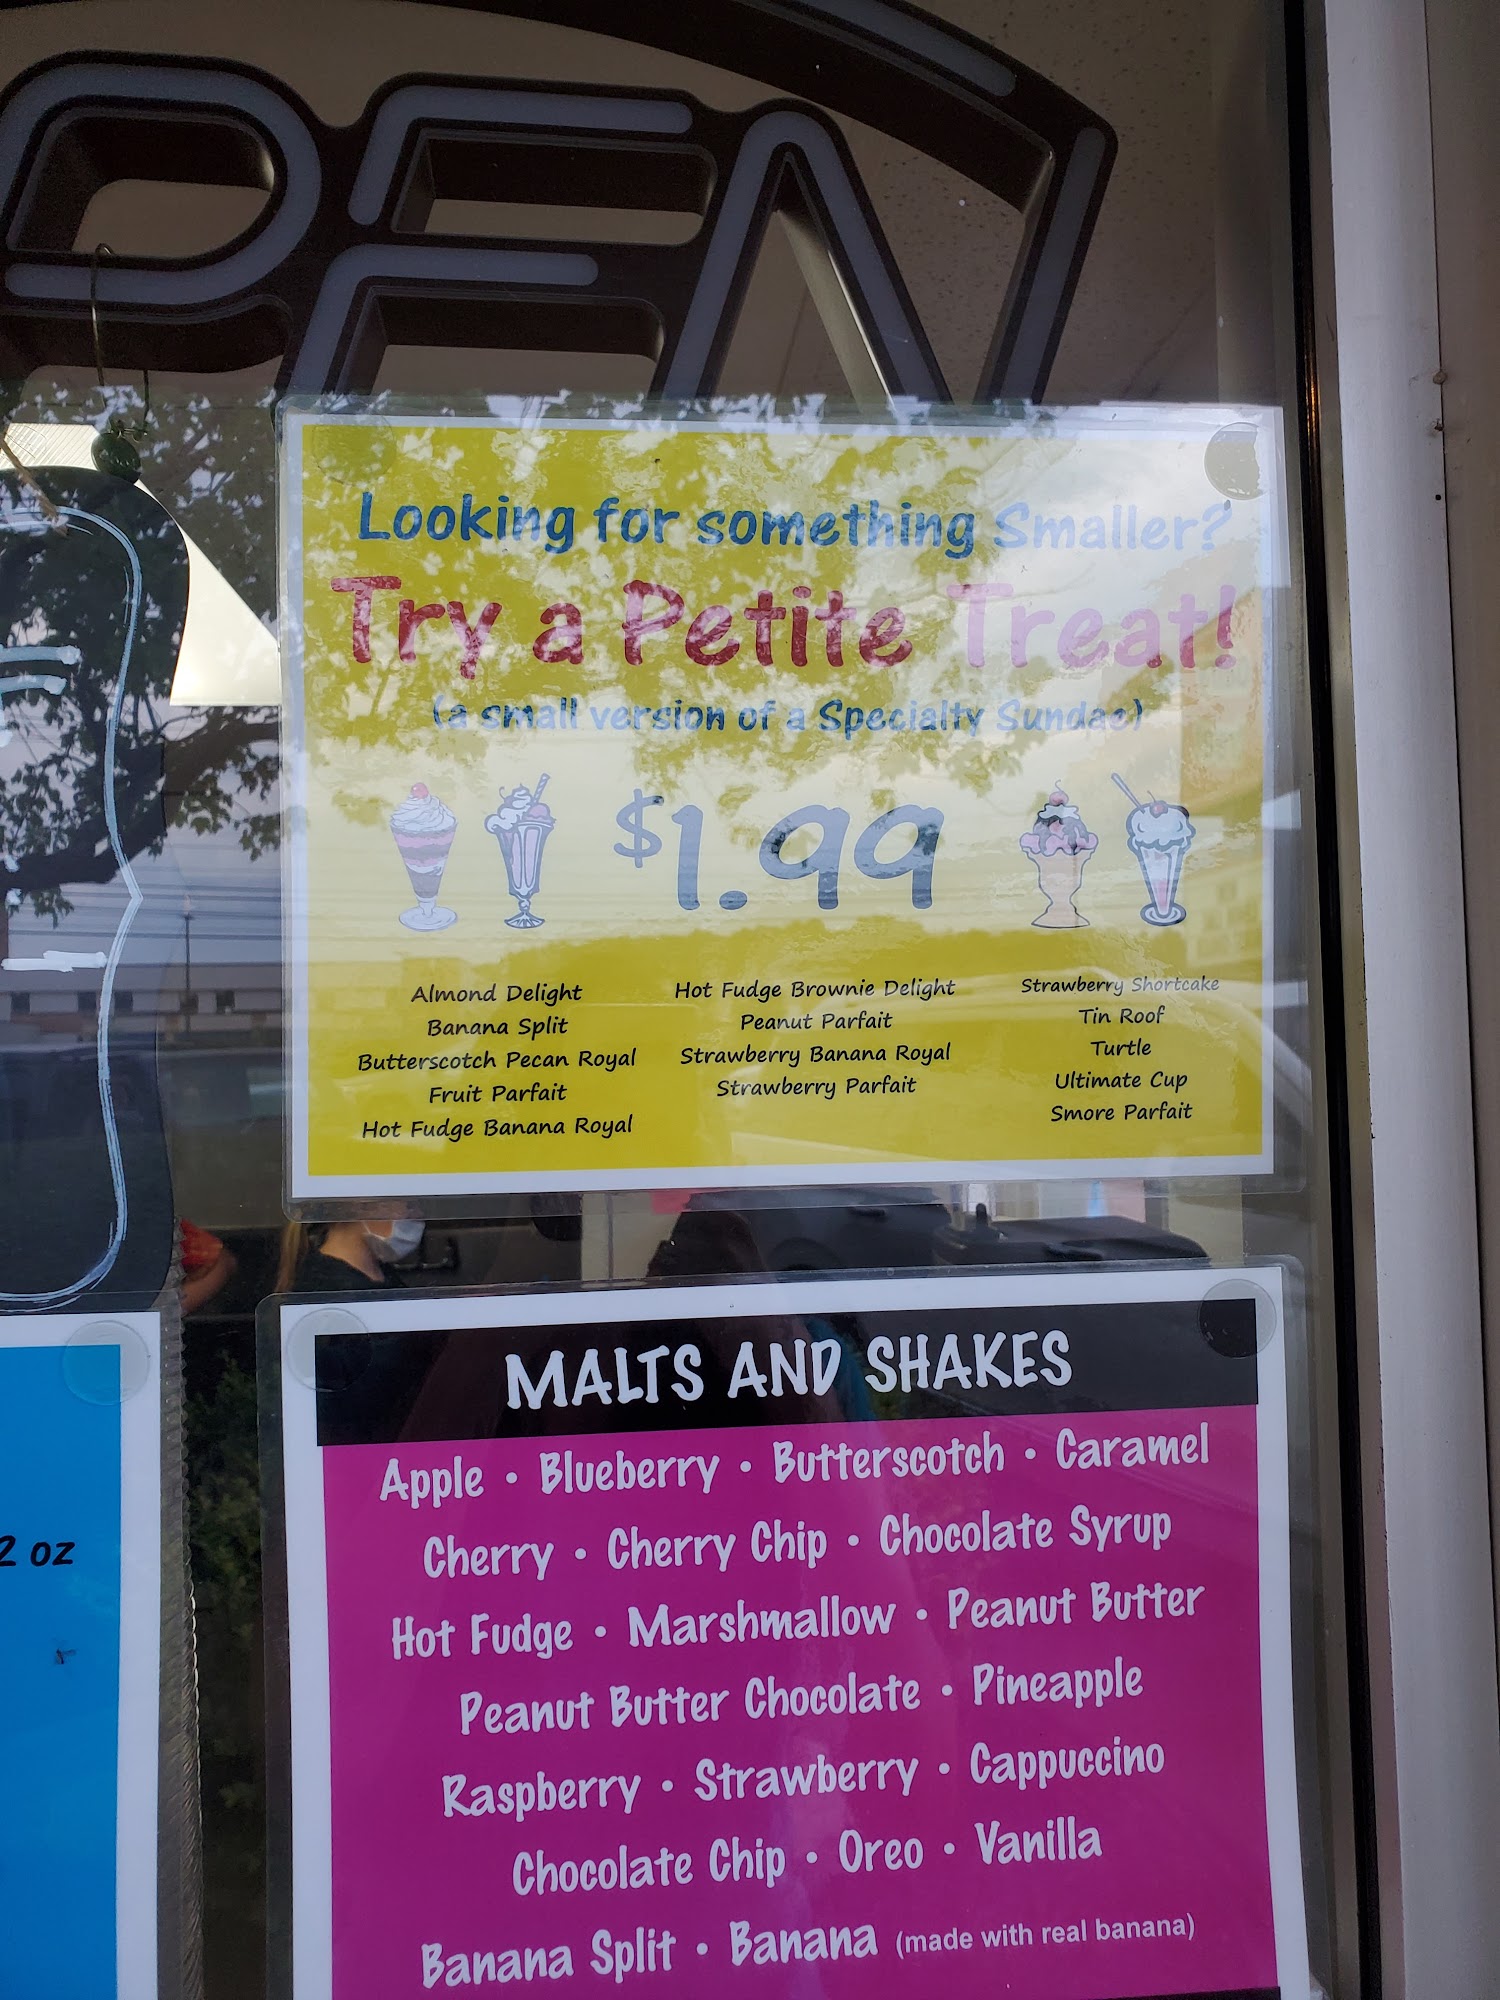 Looking for something Smaller?
Try a Petite Treat!
(a small version of a Specialty Sundae)
$1.99
Almond Delight
Banana Split
Butterscotch Pecan Royal
Fruit Parfait
Hot Fudge Banana Royal
Hot Fudge Brownie Delight
Peanut Parfait
Strawberry Banana Royal
Strawberry Parfait
Strawberry Shortcake
Tin Roof
Turtle
Ultimate Cup
Smore Parfait
2 oz
MALTS AND SHAKES
Apple • Blueberry • Butterscotch • Caramel
Cherry • Cherry Chip • Chocolate Syrup
Hot Fudge • Marshmallow • Peanut Butter
Peanut Butter Chocolate • Pineapple
Raspberry • Strawberry • Cappuccino
Chocolate Chip • Oreo • Vanilla
Banana Split • Banana (made with real banana)